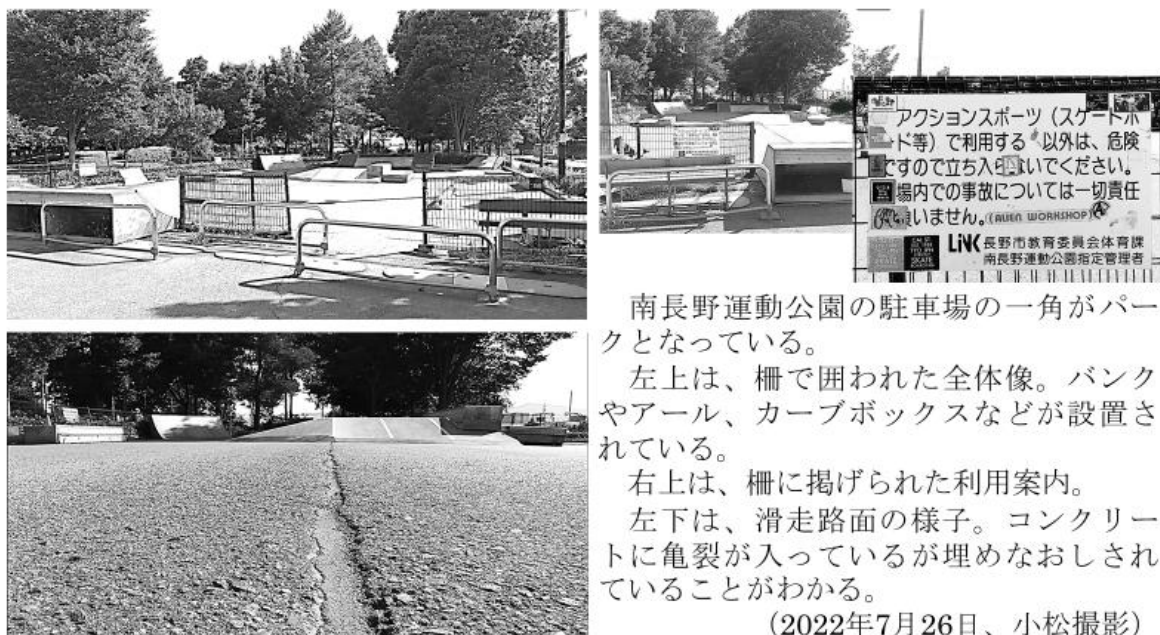 アクションスポーツ（スケートボ
ード等）で利用する 以外は、危険
ですので立ち入らないでください。
場内での事故については一切責任
負いません。(ALIEN WORKSHOP)
LiNK 長野市教育委員会体育課
南長野運動公園指定管理者
SKATE
南長野運動公園の駐車場の一角がパー
クとなっている。
左上は、柵で囲われた全体像。バンク
やアール、カーブボックスなどが設置さ
れている。
右上は、柵に掲げられた利用案内。
左下は、滑走路面の様子。コンクリー
トに亀裂が入っているが埋めなおしされ
ていることがわかる。
（2022年7月26日、小松撮影）